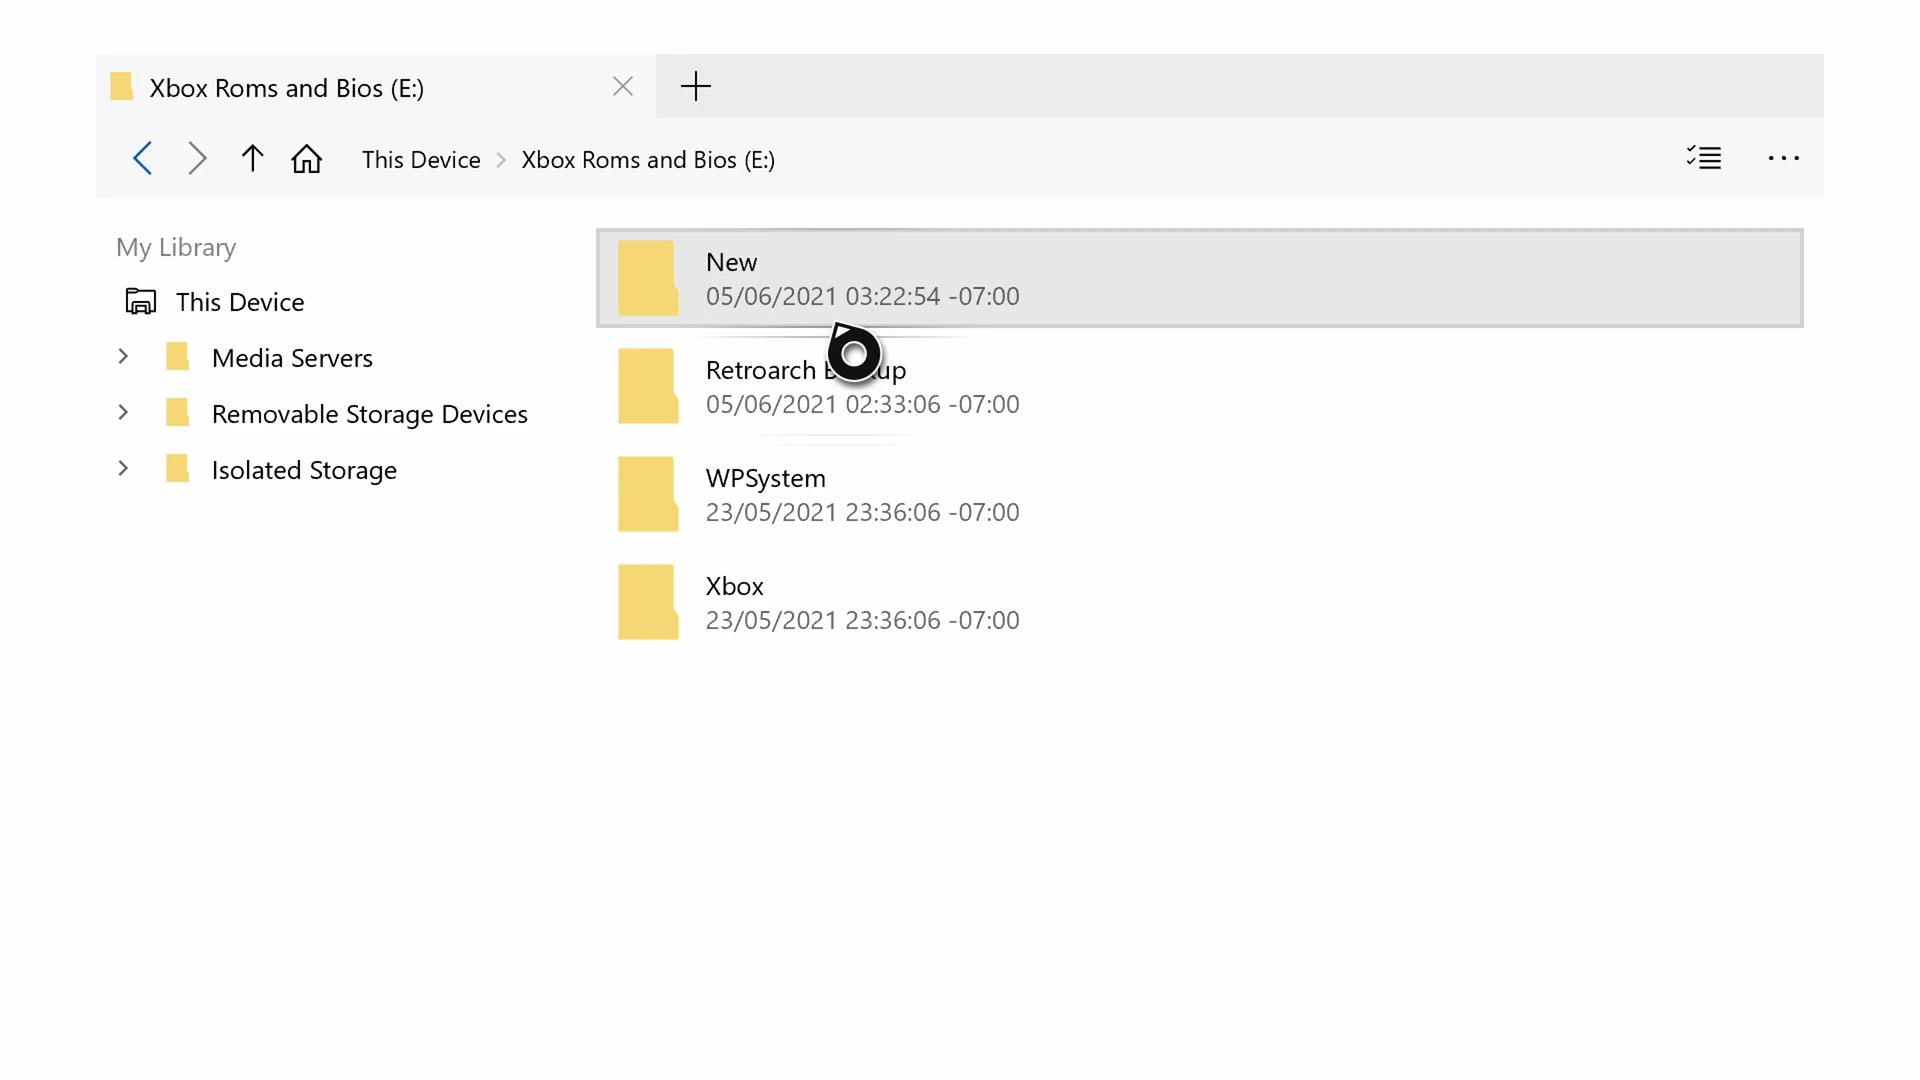 Xbox Roms and Bios (E:)
This Device > Xbox Roms and Bios (E:)
My Library
This Device
Media Servers
Removable Storage Devices
Isolated Storage
New
05/06/2021 03:22:54 -07:00
Retroarch
05/06/2021 02:33:06 -07:00
WPSystem
23/05/2021 23:36:06 -07:00
Xbox
23/05/2021 23:36:06 -07:00